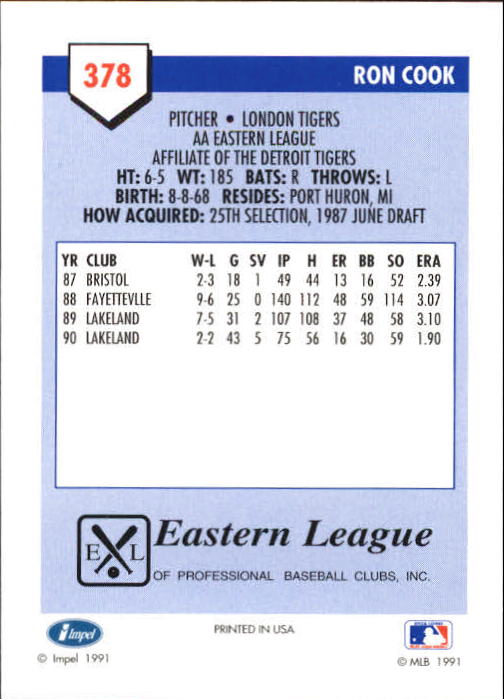 378
RON COOK
PITCHER • LONDON TIGERS
AA EASTERN LEAGUE
AFFILIATE OF THE DETROIT TIGERS
HT: 6-5 WT: 185 BATS: R THROWS: L
BIRTH: 8-8-68 RESIDES: PORT HURON, MI
HOW ACQUIRED: 25TH SELECTION, 1987 JUNE DRAFT
YR CLUB W-L G SV IP H ER BB SO ERA
87 BRISTOL 2-3 18 1 49 44 13 16 52 2.39
88 FAYETTEVLLE 9-6 25 0 140 112 48 59 114 3.07
89 LAKELAND 7-5 31 2 107 108 37 48 58 3.10
90 LAKELAND 2-2 43 5 75 56 16 30 59 1.90
E L
Eastern League
OF PROFESSIONAL BASEBALL CLUBS, INC.
Impel
PRINTED IN USA
© Impel 1991
© MLB 1991